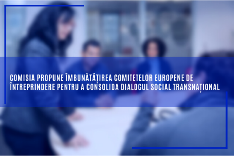 COMISIA PROPUNE ÎMBUNĂTĂȚIREA COMITETELOR EUROPENE DE
ÎNTREPRINDERE PENTRU A CONSOLIDA DIALOGUL SOCIAL TRANSNAȚIONAL